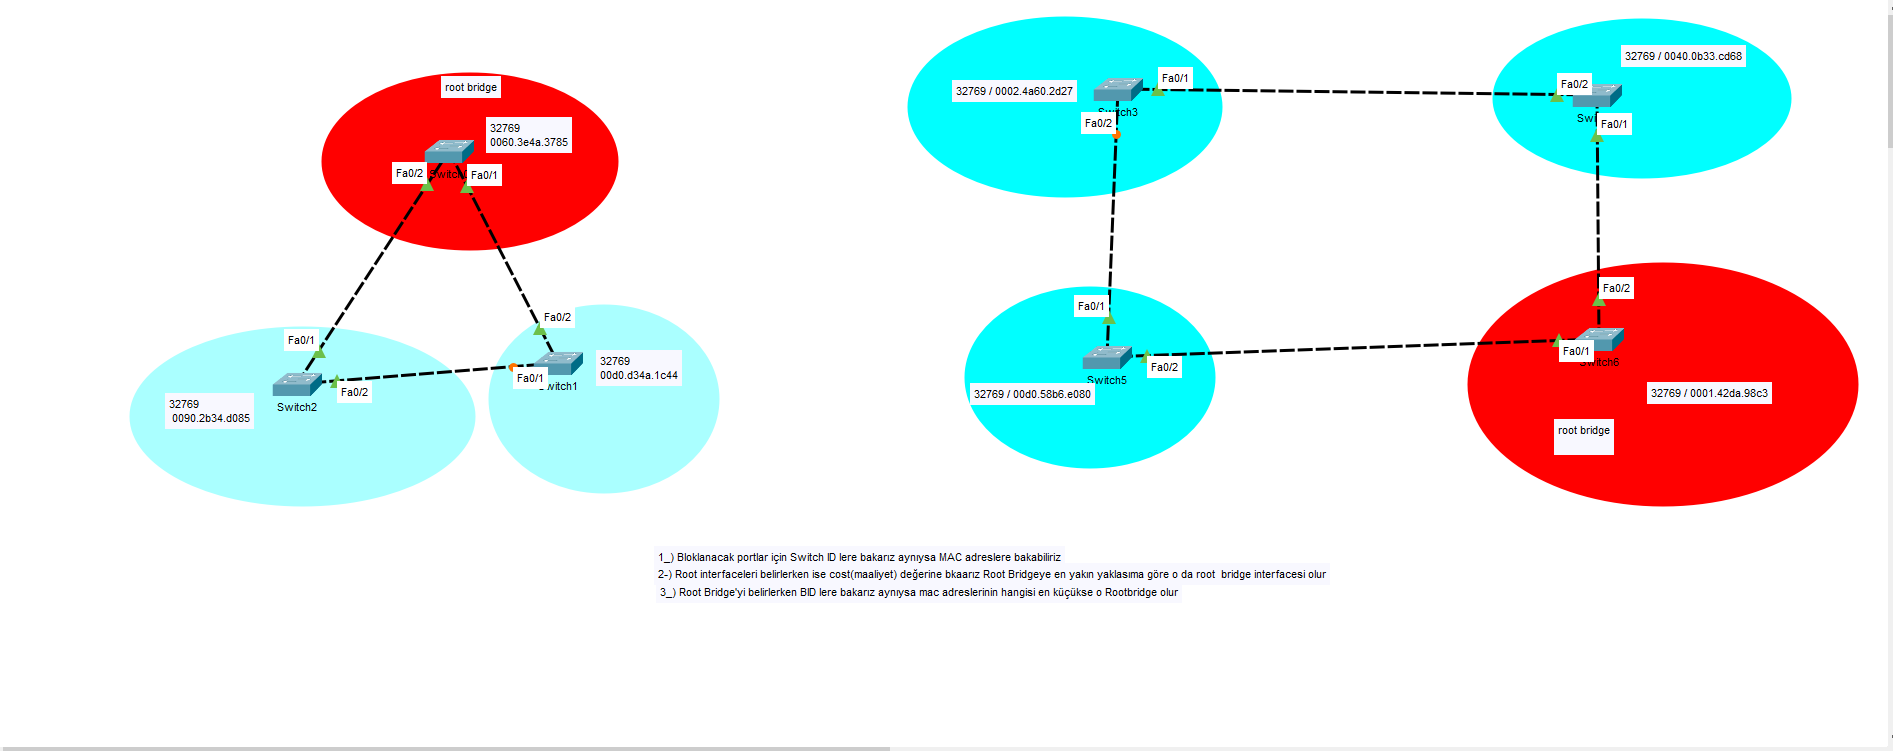 root bridge
32769
0060.3e4a.3785
Fa0/2
Fa0/1
Fa0/1
Fa0/2
Switch2
32769
0090.2b34.d085
Fa0/2
Fa0/1
32769
00d0.d34a.1c44
32769 / 0002.4a60.2d27
Fa0/1
Switch3
Fa0/2
32769 / 0040.0b33.cd68
Fa0/2
Fa0/1
Fa0/1
Switch5
Fa0/2
32769 / 00d0.58b6.e080
Fa0/2
Fa0/1
32769 / 0001.42da.98c3
root bridge
1_) Bloklanacak portlar için Switch ID lere bakarız aynıysa MAC adreslere bakabiliriz
2-) Root interfaceleri belirlerken ise cost(maaliyet) değerine bkaarız Root Bridgeye en yakın yaklasıma göre o da root bridge interfacesi olur
3_) Root Bridge'yi belirlerken BID lere bakarız aynıysa mac adreslerinin hangisi en küçükse o Rootbridge olur